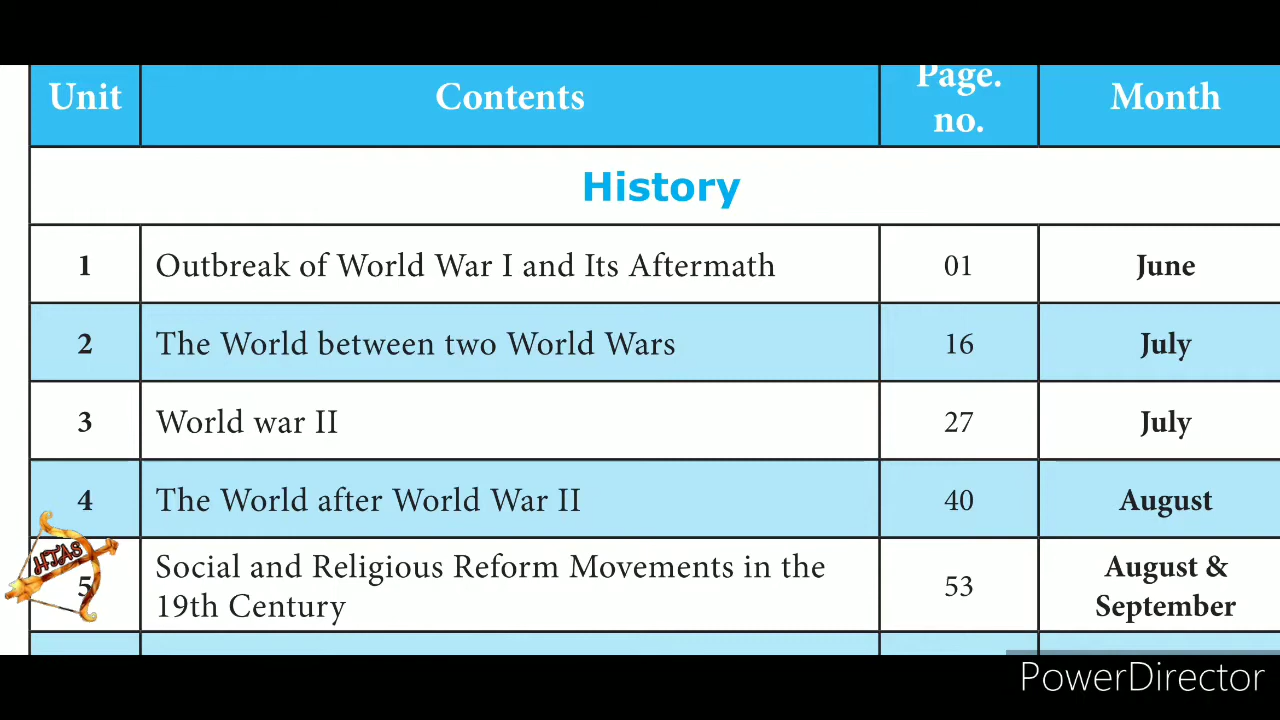 Unit Contents Page. no. Month
History
1 Outbreak of World War I and Its Aftermath 01 June
2 The World between two World Wars 16 July
3 World war II 27 July
4 The World after World War II 40 August
5 Social and Religious Reform Movements in the 19th Century 53 August & September
HTAS
PowerDirector